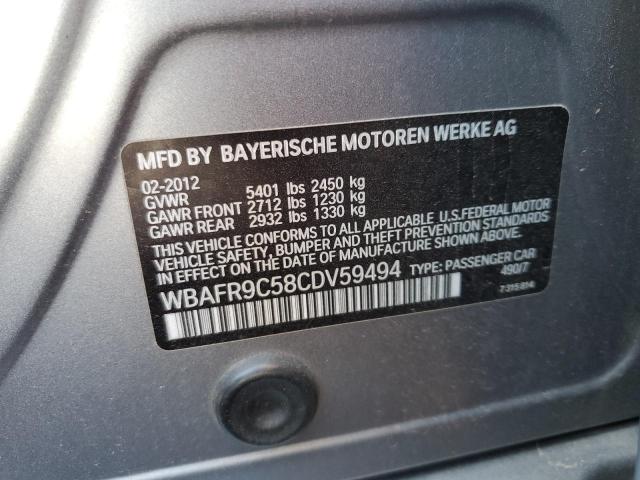 MFD BY BAYERISCHE MOTOREN WERKE AG
02-2012
GVWR 5401 lbs 2450 kg
GAWR FRONT 2712 lbs 1230 kg
GAWR REAR 2932 lbs 1330 kg
THIS VEHICLE CONFORMS TO ALL APPLICABLE U.S.FEDERAL MOTOR
VEHICLE SAFETY, BUMPER AND THEFT PREVENTION STANDARDS
IN EFFECT ON THE DATE OF MANUFACTURE SHOWN ABOVE.
WBAFR9C58CDV59494 TYPE: PASSENGER CAR
490/7
7 315 814